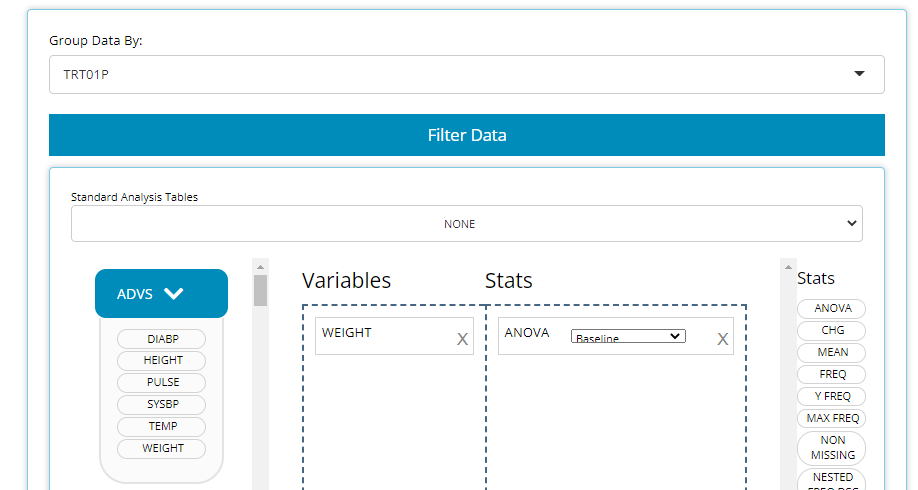 Group Data By:
TRT01P
Filter Data
Standard Analysis Tables
NONE
ADVS
DIABP
HEIGHT
PULSE
SYSBP
TEMP
WEIGHT
Variables
WEIGHT
X
Stats
ANOVA
Baseline
X
Stats
ANOVA
CHG
MEAN
FREQ
Y FREQ
MAX FREQ
NON
MISSING
NESTED